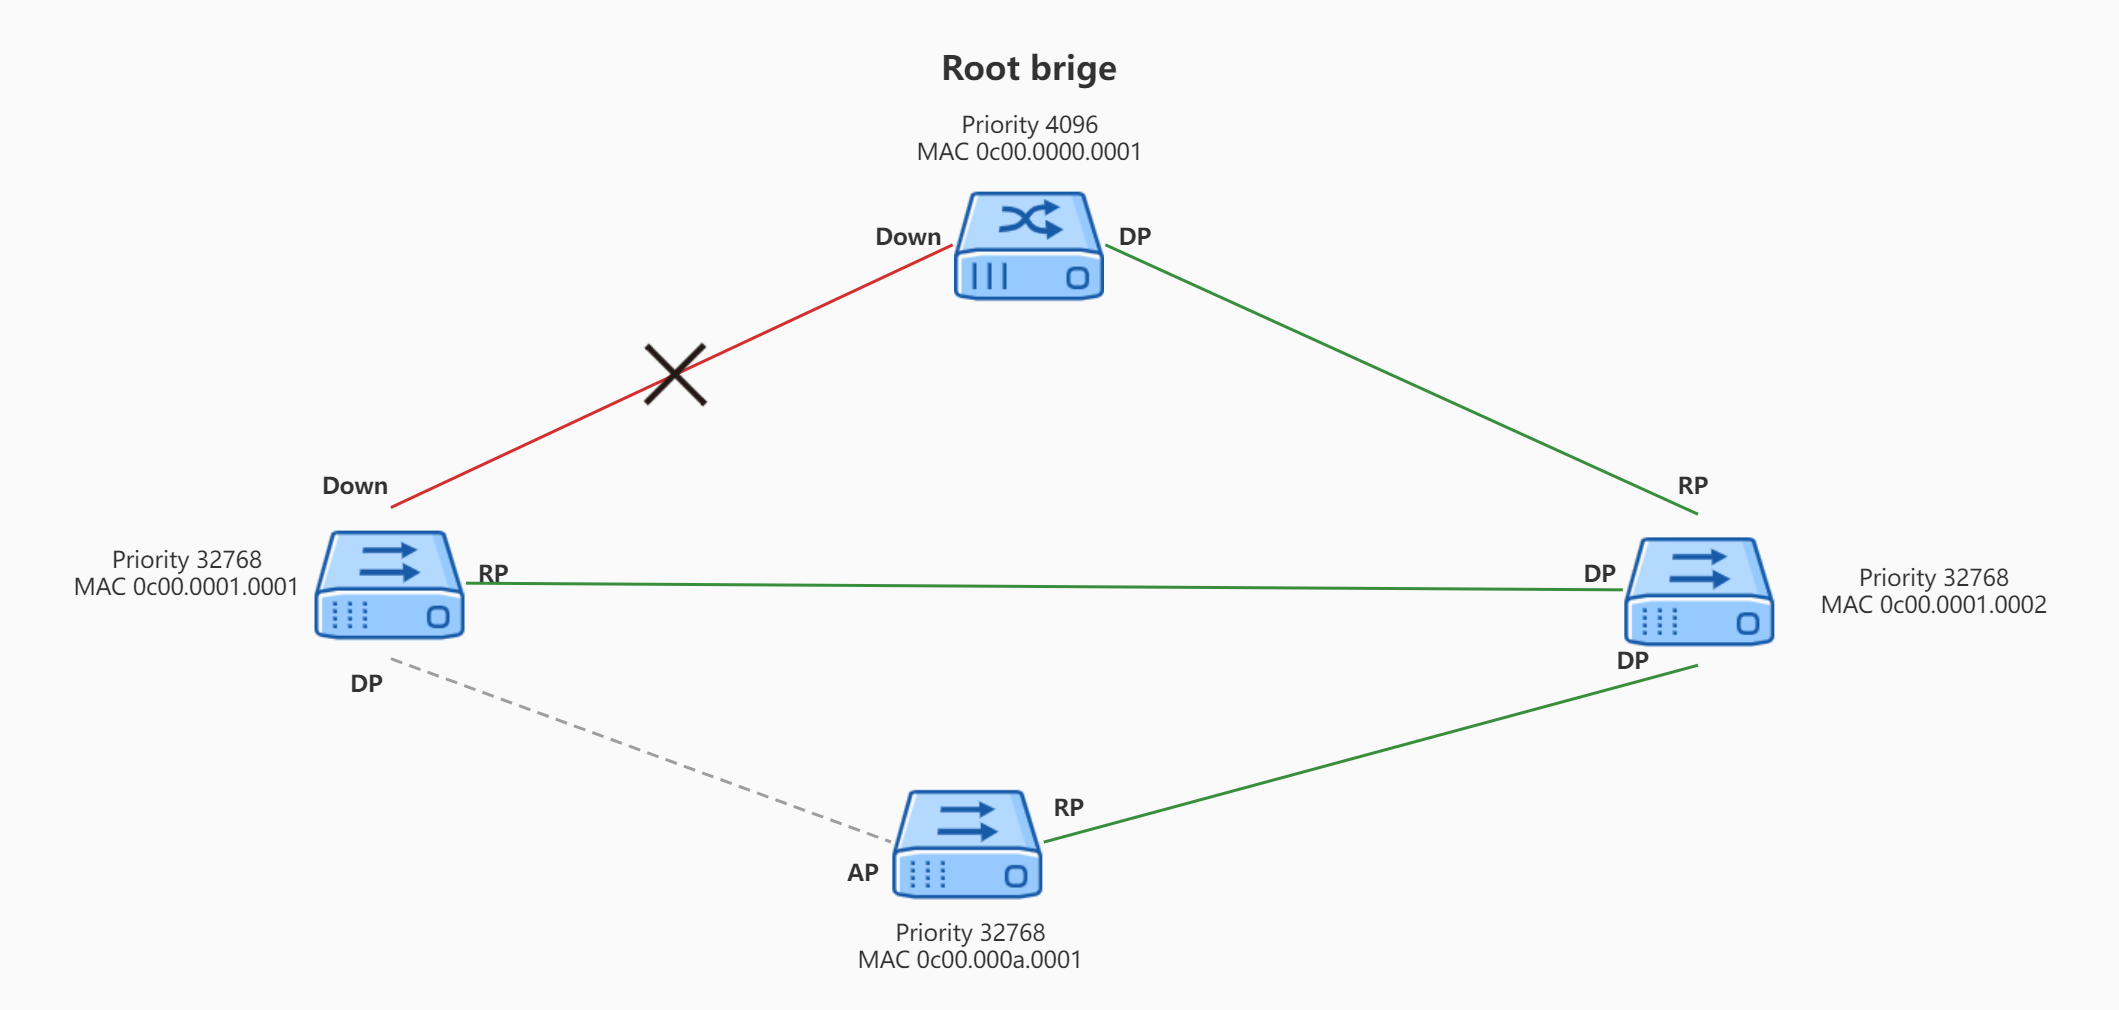 Root brige
Priority 4096
MAC 0c00.0000.0001
Down
DP
Down
RP
Priority 32768
MAC 0c00.0001.0001
RP
DP
Priority 32768
MAC 0c00.0001.0002
DP
DP
RP
AP
Priority 32768
MAC 0c00.000a.0001